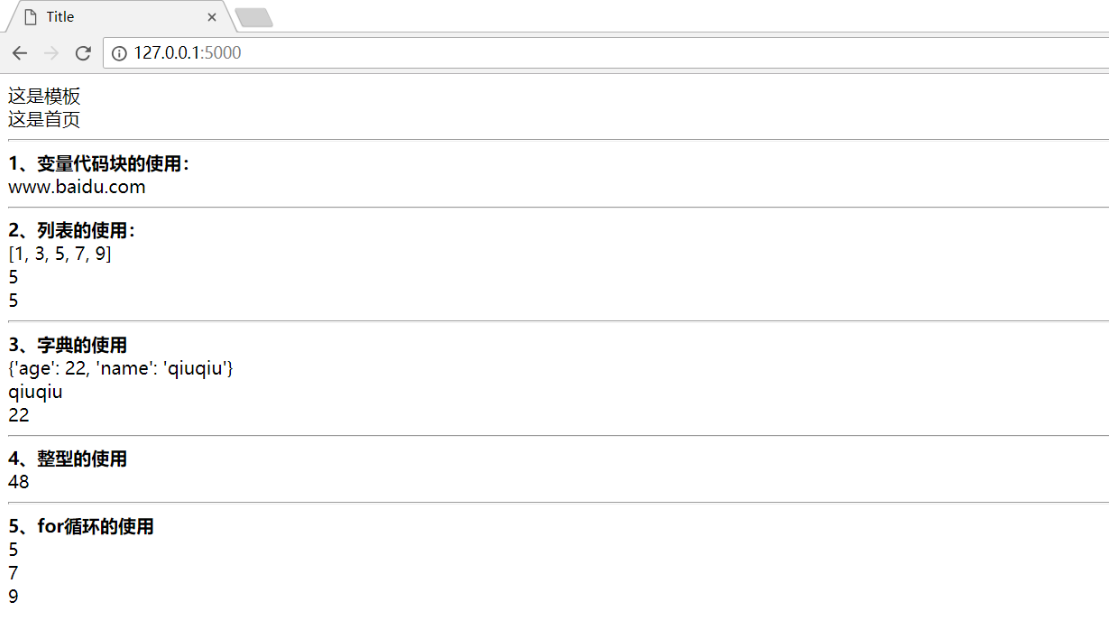 Title
127.0.0.1:5000
这是模板
这是首页
1、变量代码块的使用：
www.baidu.com
2、列表的使用：
[1, 3, 5, 7, 9]
5
5
3、字典的使用
{'age': 22, 'name': 'qiuqiu'}
qiuqiu
22
4、整型的使用
48
5、for循环的使用
5
7
9